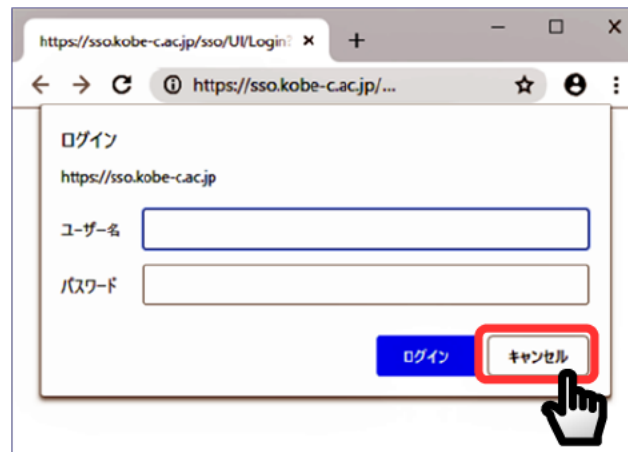 https://sso.kobe-c.ac.jp/sso/UI/Login?
https://sso.kobe-c.ac.jp/...
ログイン
https://sso.kobe-c.ac.jp
ユーザー名
パスワード
ログイン キャンセル